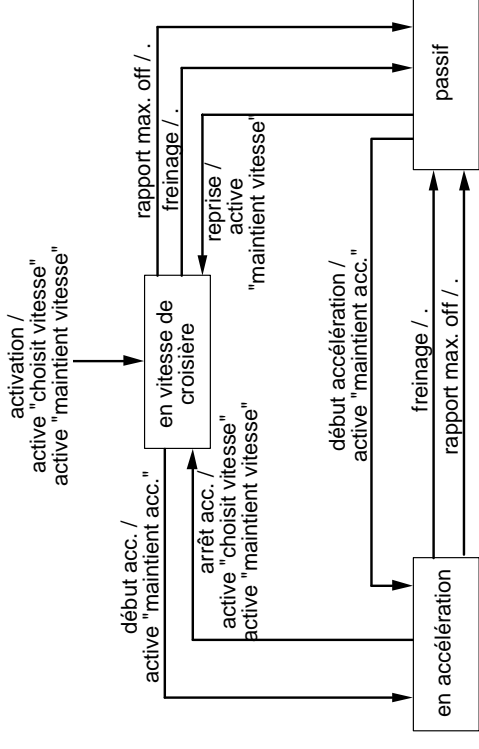 activation /
active "choisit vitesse"
active "maintient vitesse"
en vitesse de
croisière
rapport max. off / .
freinage / .
reprise /
active
"maintient vitesse"
début acc. /
active "maintient acc."
arrêt acc. /
active "choisit vitesse"
active "maintient vitesse"
début accélération /
active "maintient acc."
freinage / .
rapport max. off / .
en accélération
passif